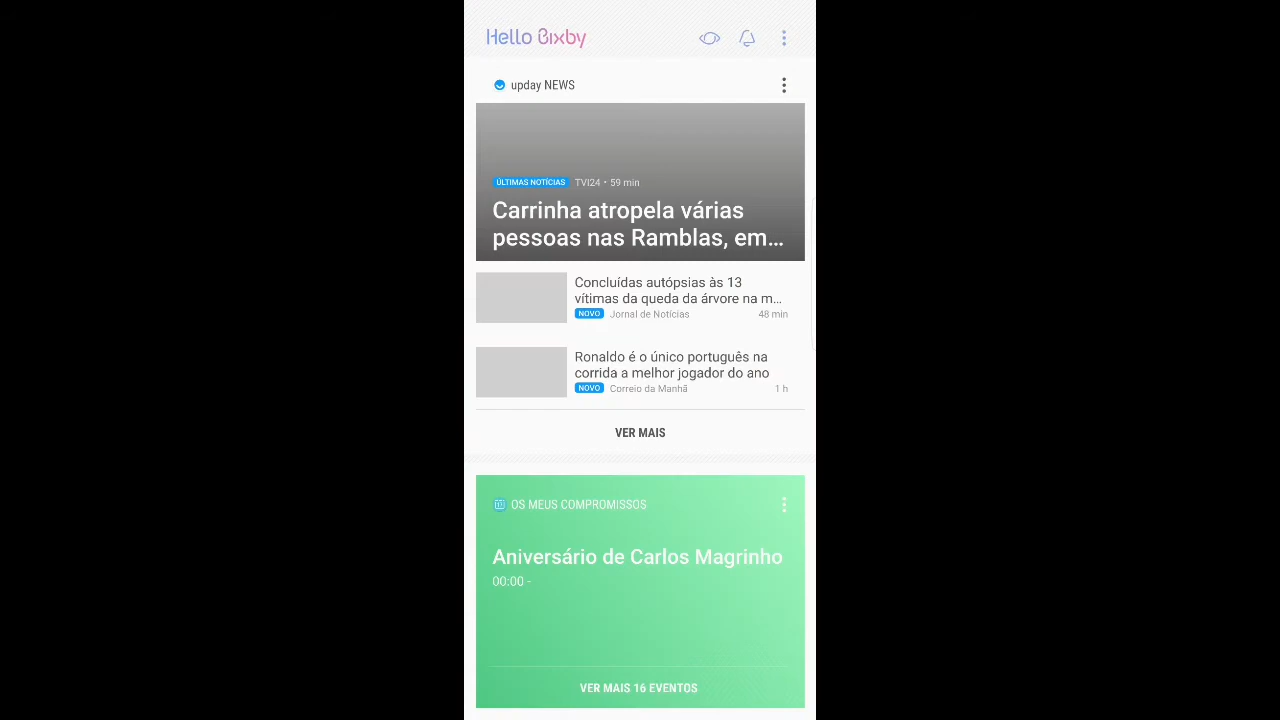 Hello Bixby
upday NEWS
ÚLTIMAS NOTÍCIAS TVI24 • 59 min
Carrinha atropela várias
pessoas nas Ramblas, em...
Concluídas autópsias às 13
vítimas da queda da árvore na m...
NOVO Jornal de Notícias 48 min
Ronaldo é o único português na
corrida a melhor jogador do ano
NOVO Correio da Manhã 1 h
VER MAIS
OS MEUS COMPROMISSOS
Aniversário de Carlos Magrinho
00:00 -
VER MAIS 16 EVENTOS